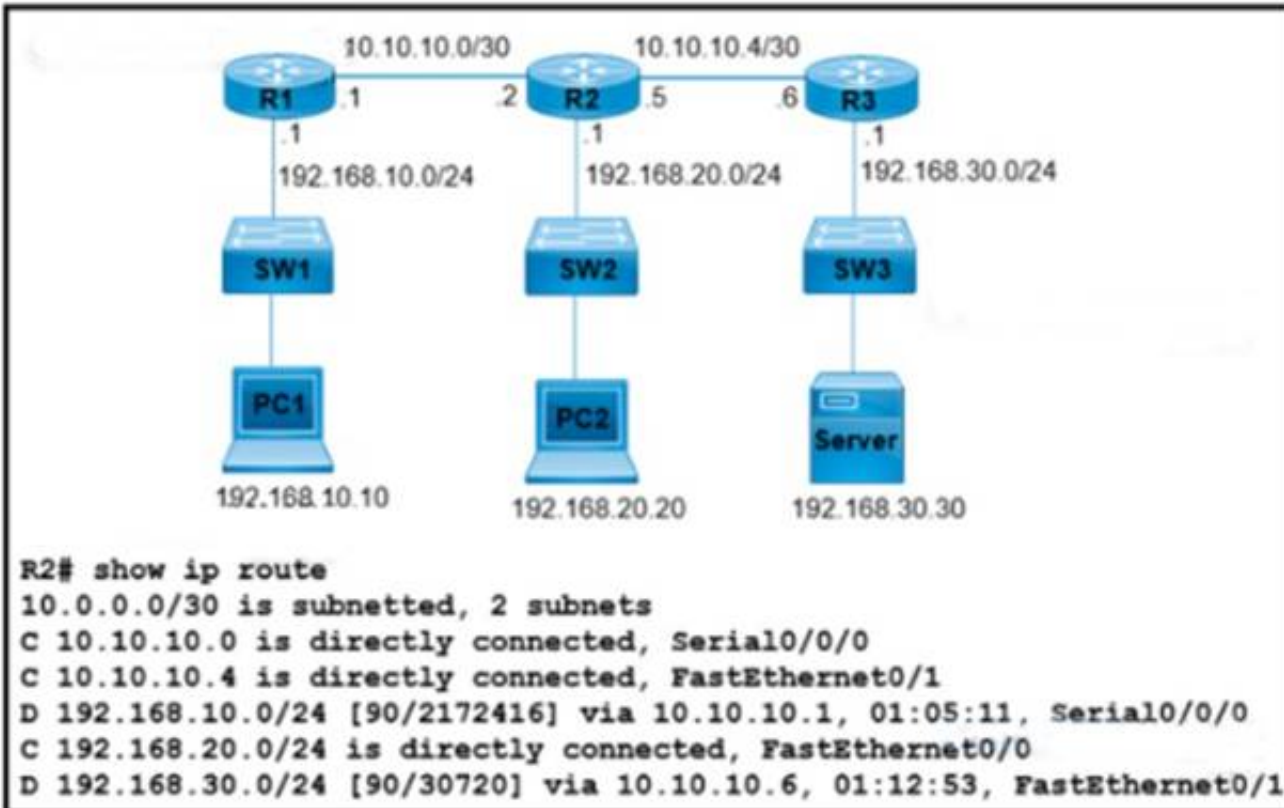 10.10.10.0/30 10.10.10.4/30
R1 .1 .2 R2 .5 .6 R3
.1 .1 .1
192.168.10.0/24 192.168.20.0/24 192.168.30.0/24
SW1 SW2 SW3
PC1 PC2 Server
192.168.10.10 192.168.20.20 192.168.30.30
R2# show ip route
10.0.0.0/30 is subnetted, 2 subnets
C 10.10.10.0 is directly connected, Serial0/0/0
C 10.10.10.4 is directly connected, FastEthernet0/1
D 192.168.10.0/24 [90/2172416] via 10.10.10.1, 01:05:11, Serial0/0/0
C 192.168.20.0/24 is directly connected, FastEthernet0/0
D 192.168.30.0/24 [90/30720] via 10.10.10.6, 01:12:53, FastEthernet0/1